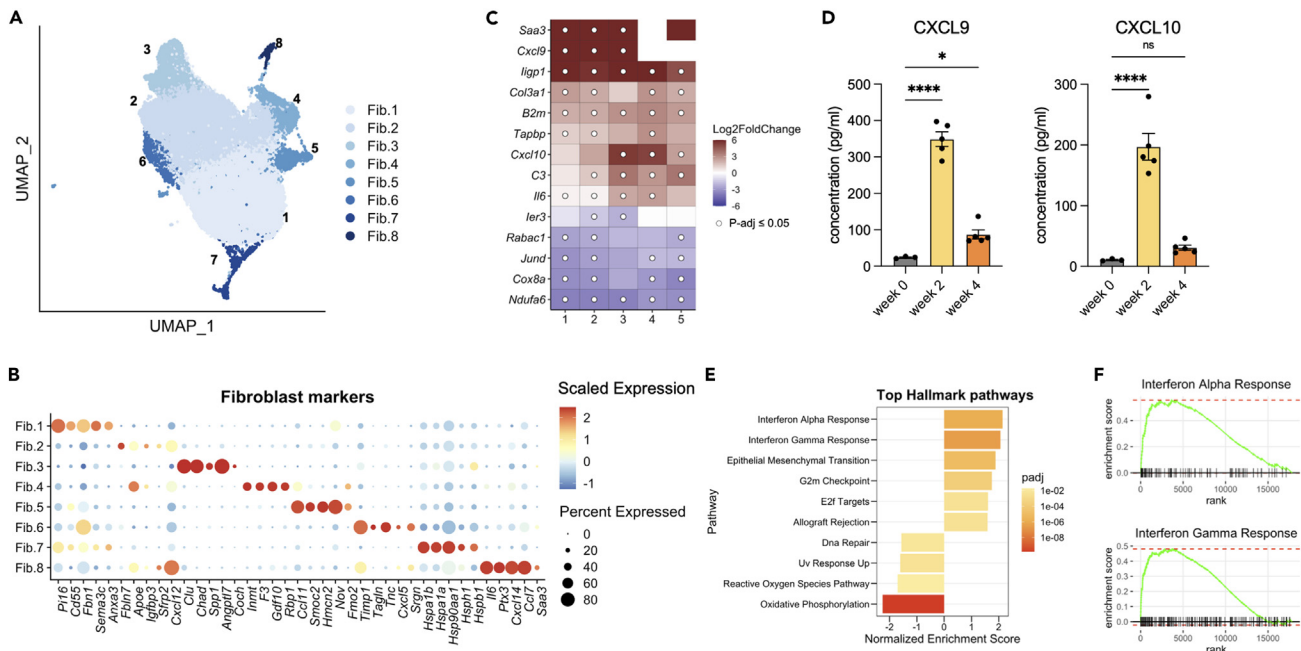 A
3
8
4
2
5
6
1
7
UMAP_2
UMAP_1
Fib.1
Fib.2
Fib.3
Fib.4
Fib.5
Fib.6
Fib.7
Fib.8
C
Saa3
Cxcl9
Iigp1
Col3a1
B2m
Tapbp
Cxcl10
C3
Il6
Ier3
Rabac1
Jund
Cox8a
Ndufa6
1 2 3 4 5
Log2FoldChange
6
3
0
-3
-6
P-adj ≤ 0.05
D
CXCL9
*
****
concentration (pg/ml)
500
400
300
200
100
0
week 0
week 2
week 4
CXCL10
ns
****
concentration (pg/ml)
300
200
100
0
week 0
week 2
week 4
B
Fibroblast markers
Fib.1
Fib.2
Fib.3
Fib.4
Fib.5
Fib.6
Fib.7
Fib.8
Pi16 Cd55 Fbn1 Sema3c Anxa3 Fbln7 Apoe Igbp3 Sfrp2 Cxcl12 Clu Chad Spp1 Angptl7 Coch Inmt F3 Gdf10 Rbp1 Ccl11 Smoc2 Hmcn2 Nov Fmo2 Timp1 Tagln Tnc Cxcl5 Srgn Hspa1b Hspa1a Hsp90aa1 Hsph1 Hspb1 Il6 Ptx3 Cxcl14 Ccl7 Saa3
Scaled Expression
2
1
0
-1
Percent Expressed
0
20
40
60
80
E
Top Hallmark pathways
Pathway
Interferon Alpha Response
Interferon Gamma Response
Epithelial Mesenchymal Transition
G2m Checkpoint
E2f Targets
Allograft Rejection
Dna Repair
Uv Response Up
Reactive Oxygen Species Pathway
Oxidative Phosphorylation
-2 -1 0 1 2
Normalized Enrichment Score
padj
1e-02
1e-04
1e-06
1e-08
F
Interferon Alpha Response
enrichment score
0.4
0.2
0.0
0 5000 10000 15000
rank
Interferon Gamma Response
enrichment score
0.5
0.4
0.3
0.2
0.1
0.0
0 5000 10000 15000
rank